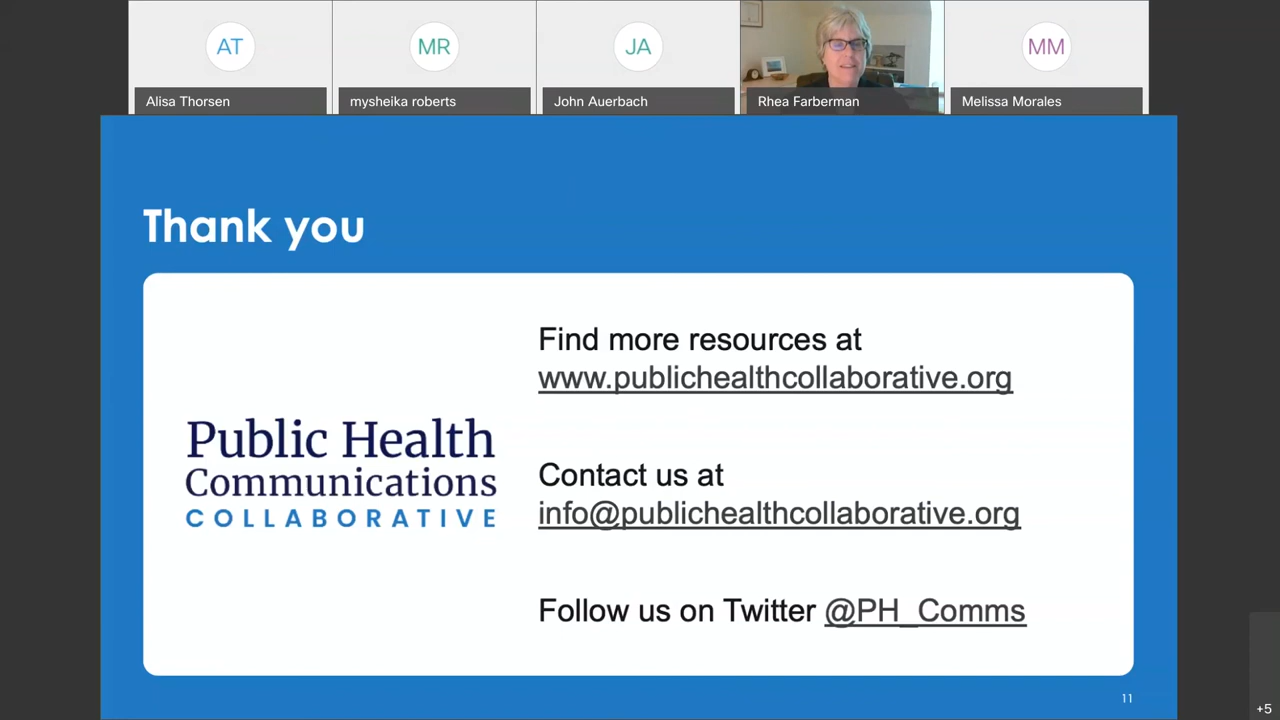 AT
MR
JA
MM
Alisa Thorsen
mysheika roberts
John Auerbach
Rhea Farberman
Melissa Morales
Thank you
Find more resources at
www.publichealthcollaborative.org
Public Health
Communications
COLLABORATIVE
Contact us at
info@publichealthcollaborative.org
Follow us on Twitter @PH_Comms
11
+5